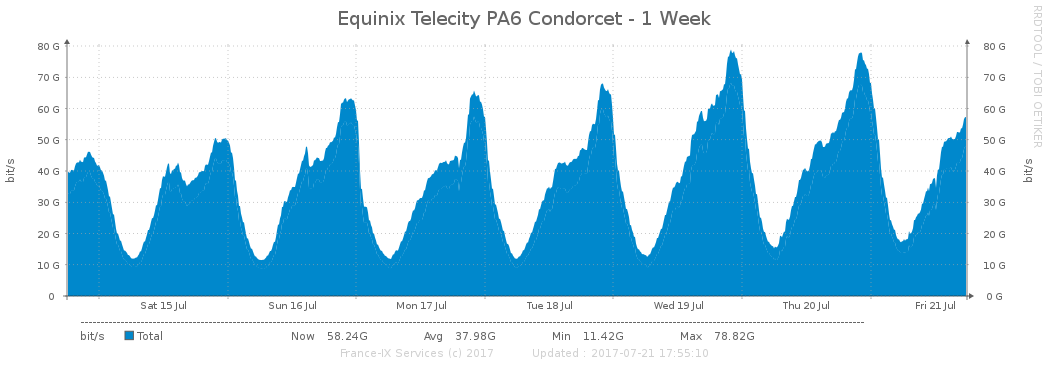 Equinix Telecity PA6 Condorcet - 1 Week
RRDTOOL / TOBI OETIKER
bit/s
bit/s
80 G 80 G
70 G 70 G
60 G 60 G
50 G 50 G
40 G 40 G
30 G 30 G
20 G 20 G
10 G 10 G
0 0 G
Sat 15 Jul Sun 16 Jul Mon 17 Jul Tue 18 Jul Wed 19 Jul Thu 20 Jul Fri 21 Jul
bit/s Total Now 58.24G Avg 37.98G Min 11.42G Max 78.82G
France-IX Services (c) 2017 Updated : 2017-07-21 17:55:10